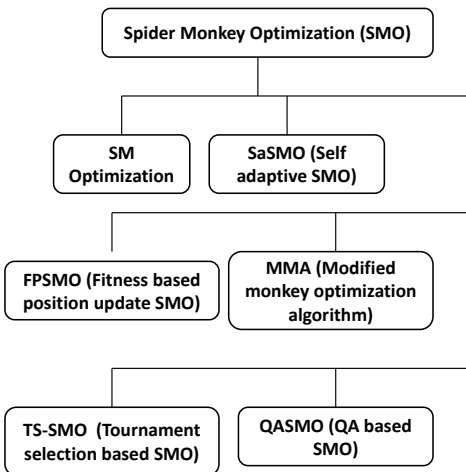 Spider Monkey Optimization (SMO)
SM
Optimization
SaSMO (Self
adaptive SMO)
FPSMO (Fitness based
position update SMO)
MMA (Modified
monkey optimization
algorithm)
TS-SMO (Tournament
selection based SMO)
QASMO (QA based
SMO)